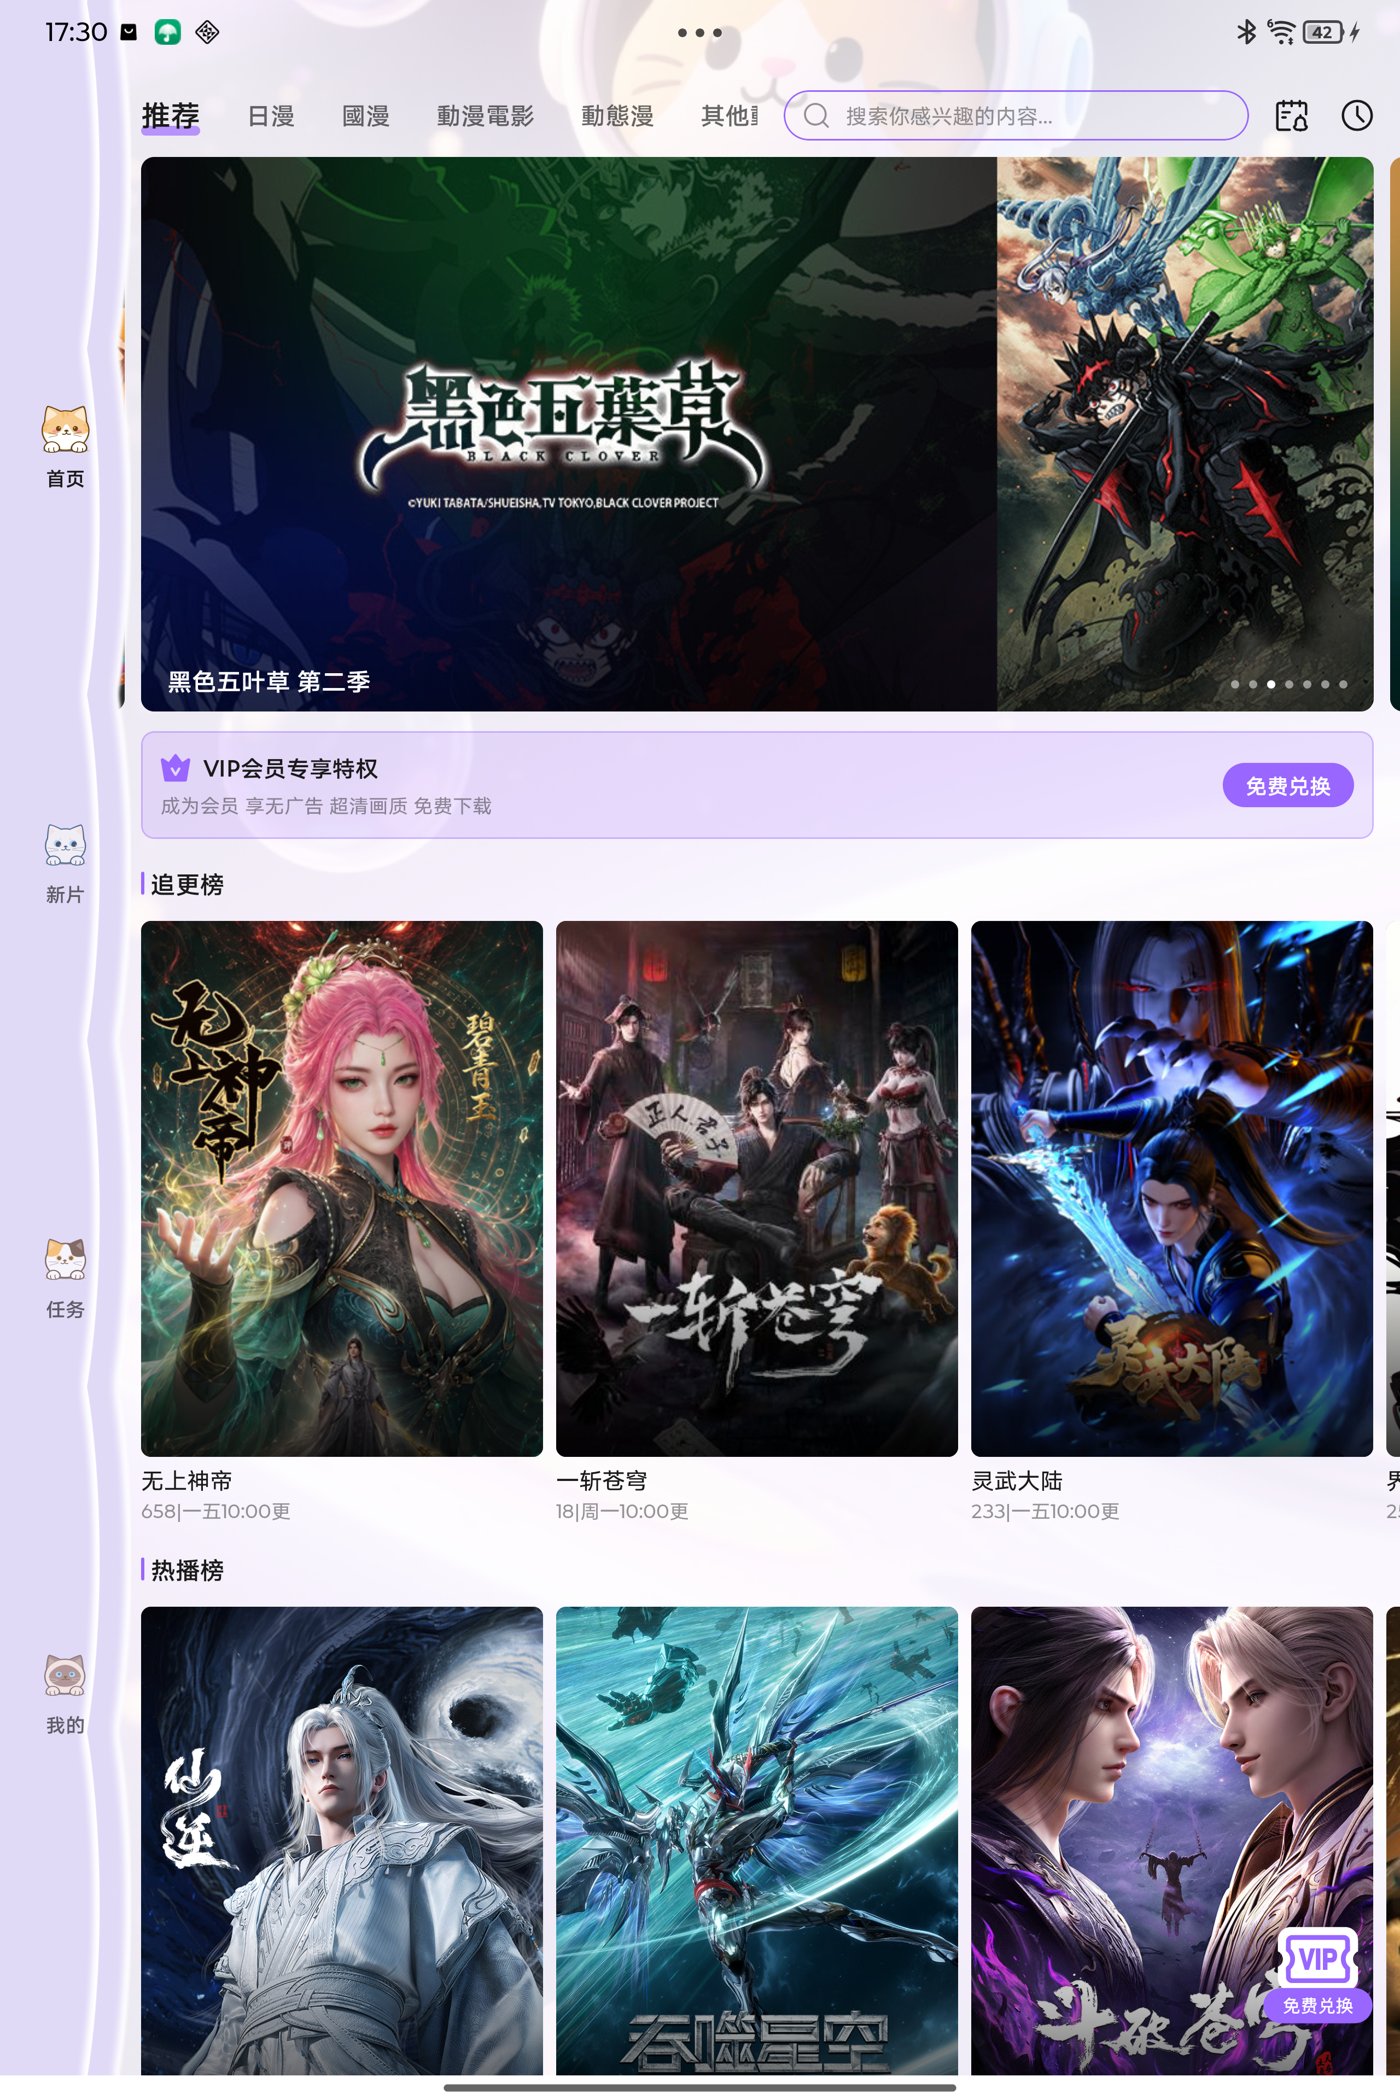 17:30
6
42
推荐
日漫
國漫
動漫電影
動態漫
其他
搜索你感兴趣的内容...
黑色五葉草
BLACK CLOVER
©YUKI TABATA/SHUEISHA,TV TOKYO,BLACK CLOVER PROJECT
黑色五叶草 第二季
首页
新片
任务
我的
VIP会员专享特权
成为会员 享无广告 超清画质 免费下载
免费兑换
追更榜
无上神帝
碧青玉
正人君子
一斩苍穹
灵武大陆
无上神帝
658|一五10:00更
一斩苍穹
18|周一10:00更
灵武大陆
233|一五10:00更
热播榜
仙逆
吞噬星空
斗破苍穹
VIP
免费兑换